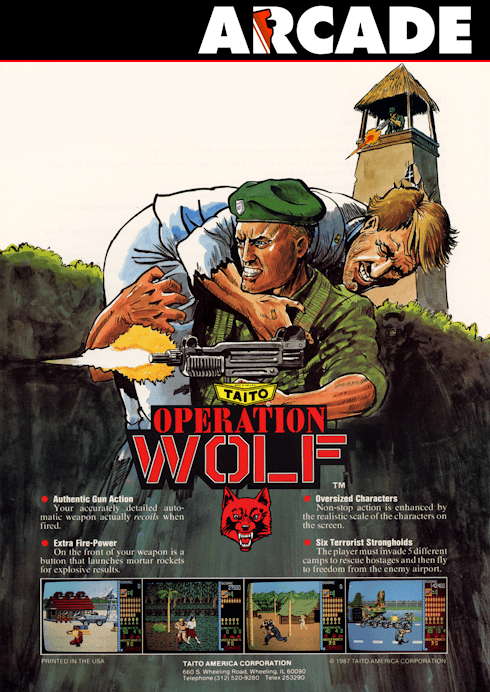 ARCADE
TAITO
OPERATION
WOLF
TM
Authentic Gun Action
Your accurately detailed auto-
matic weapon actually recoils when
fired.
Extra Fire-Power
On the front of your weapon is a
button that launches mortar rockets
for explosive results.
Oversized Characters
Non-stop action is enhanced by
the realistic scale of the characters on
the screen.
Six Terrorist Strongholds
The player must invade 5 different
camps to rescue hostages and then fly
to freedom from the enemy airport.
PRINTED IN THE USA
TAITO AMERICA CORPORATION
660 S. Wheeling Road, Wheeling, IL 60090
Telephone (312) 520-9280 Telex 253290
© 1987 TAITO AMERICA CORPORATION